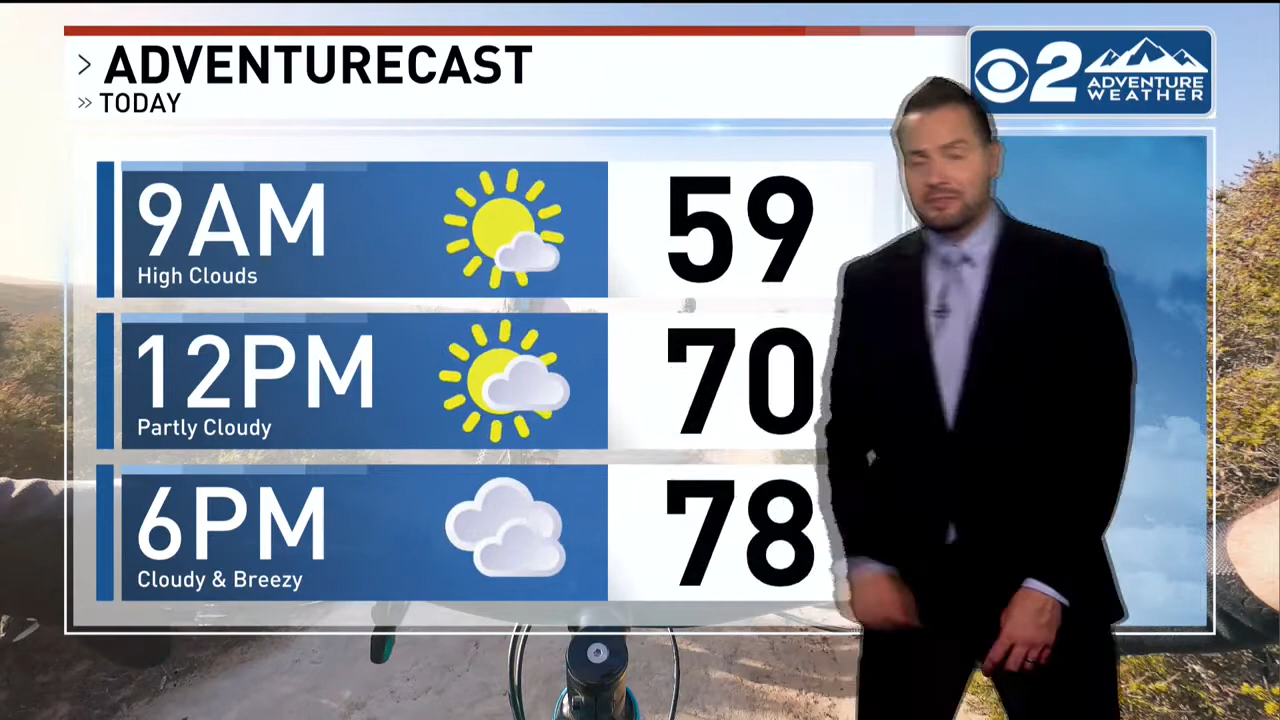 > ADVENTURECAST
» TODAY
2 ADVENTURE
WEATHER
9AM
High Clouds
59
12PM
Partly Cloudy
70
6PM
Cloudy & Breezy
78